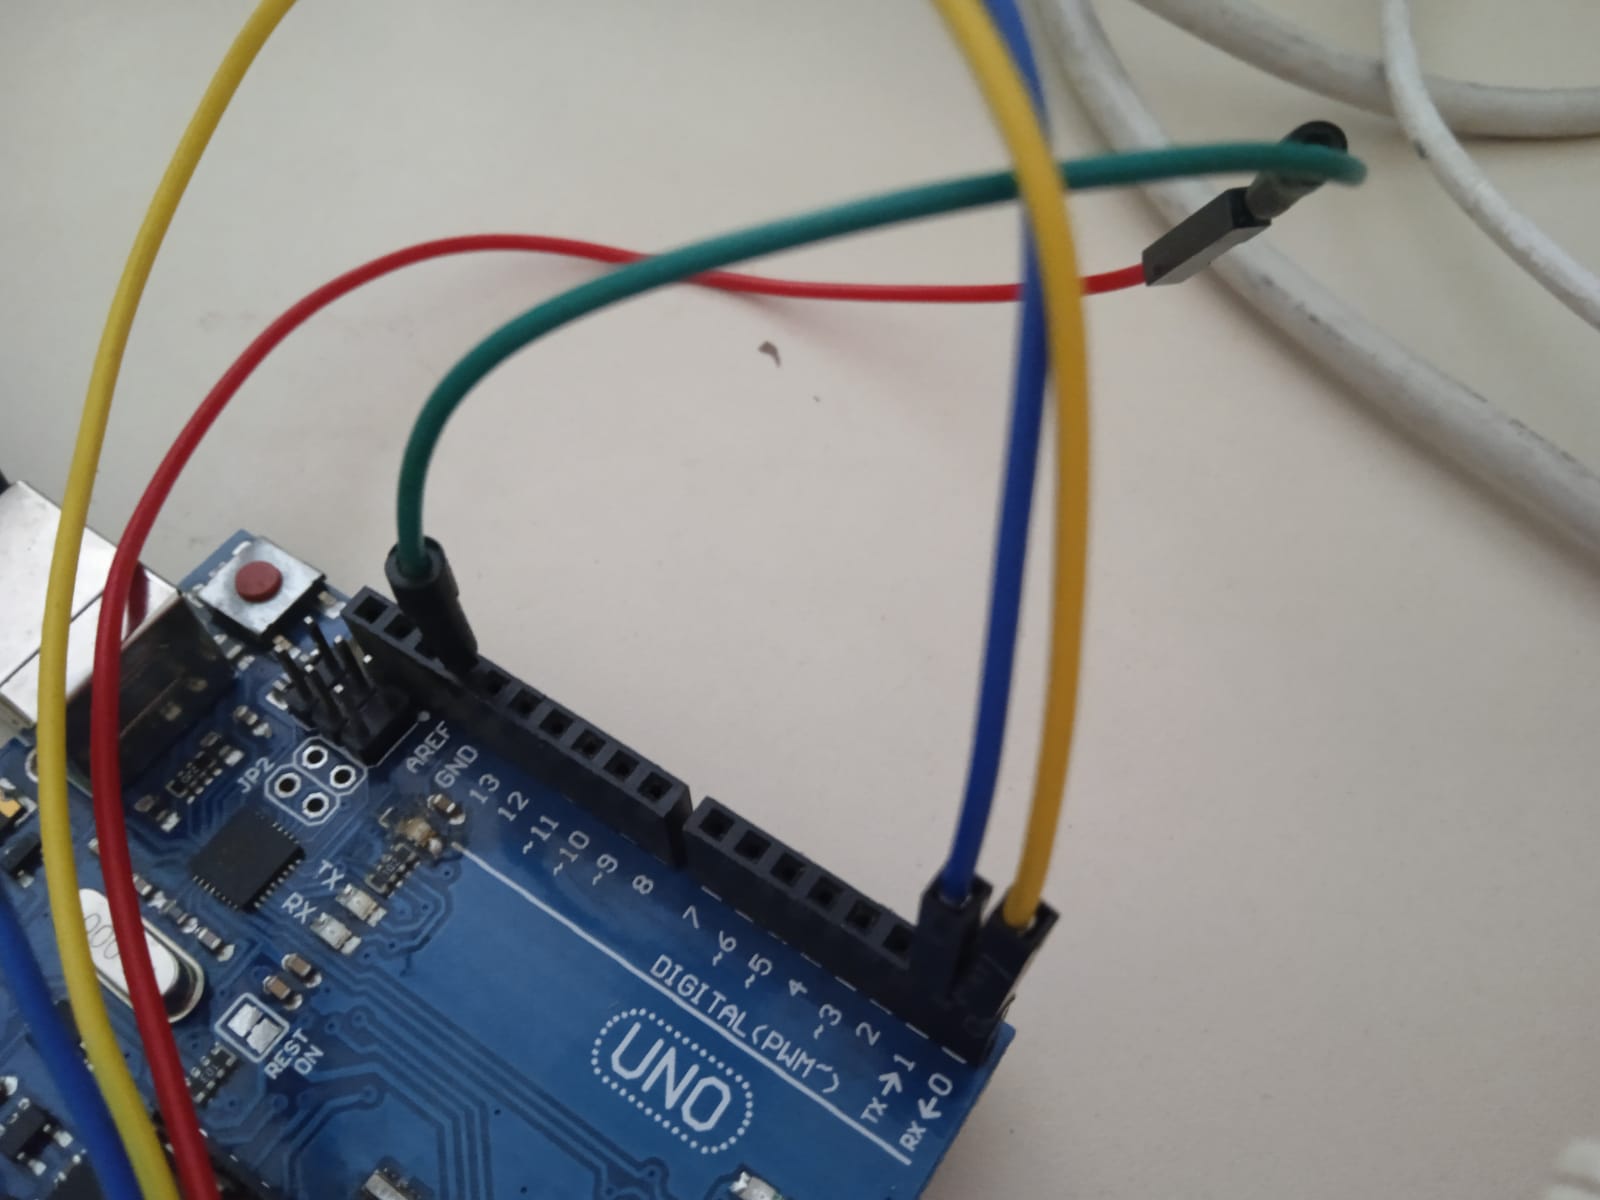 AREF
GND
13
12
~11
~10
~9
8
7
~6
~5
4
~3
2
TX→1
RX←0
DIGITAL(PWM~)
UNO
JP2
TX
RX
REST
ON